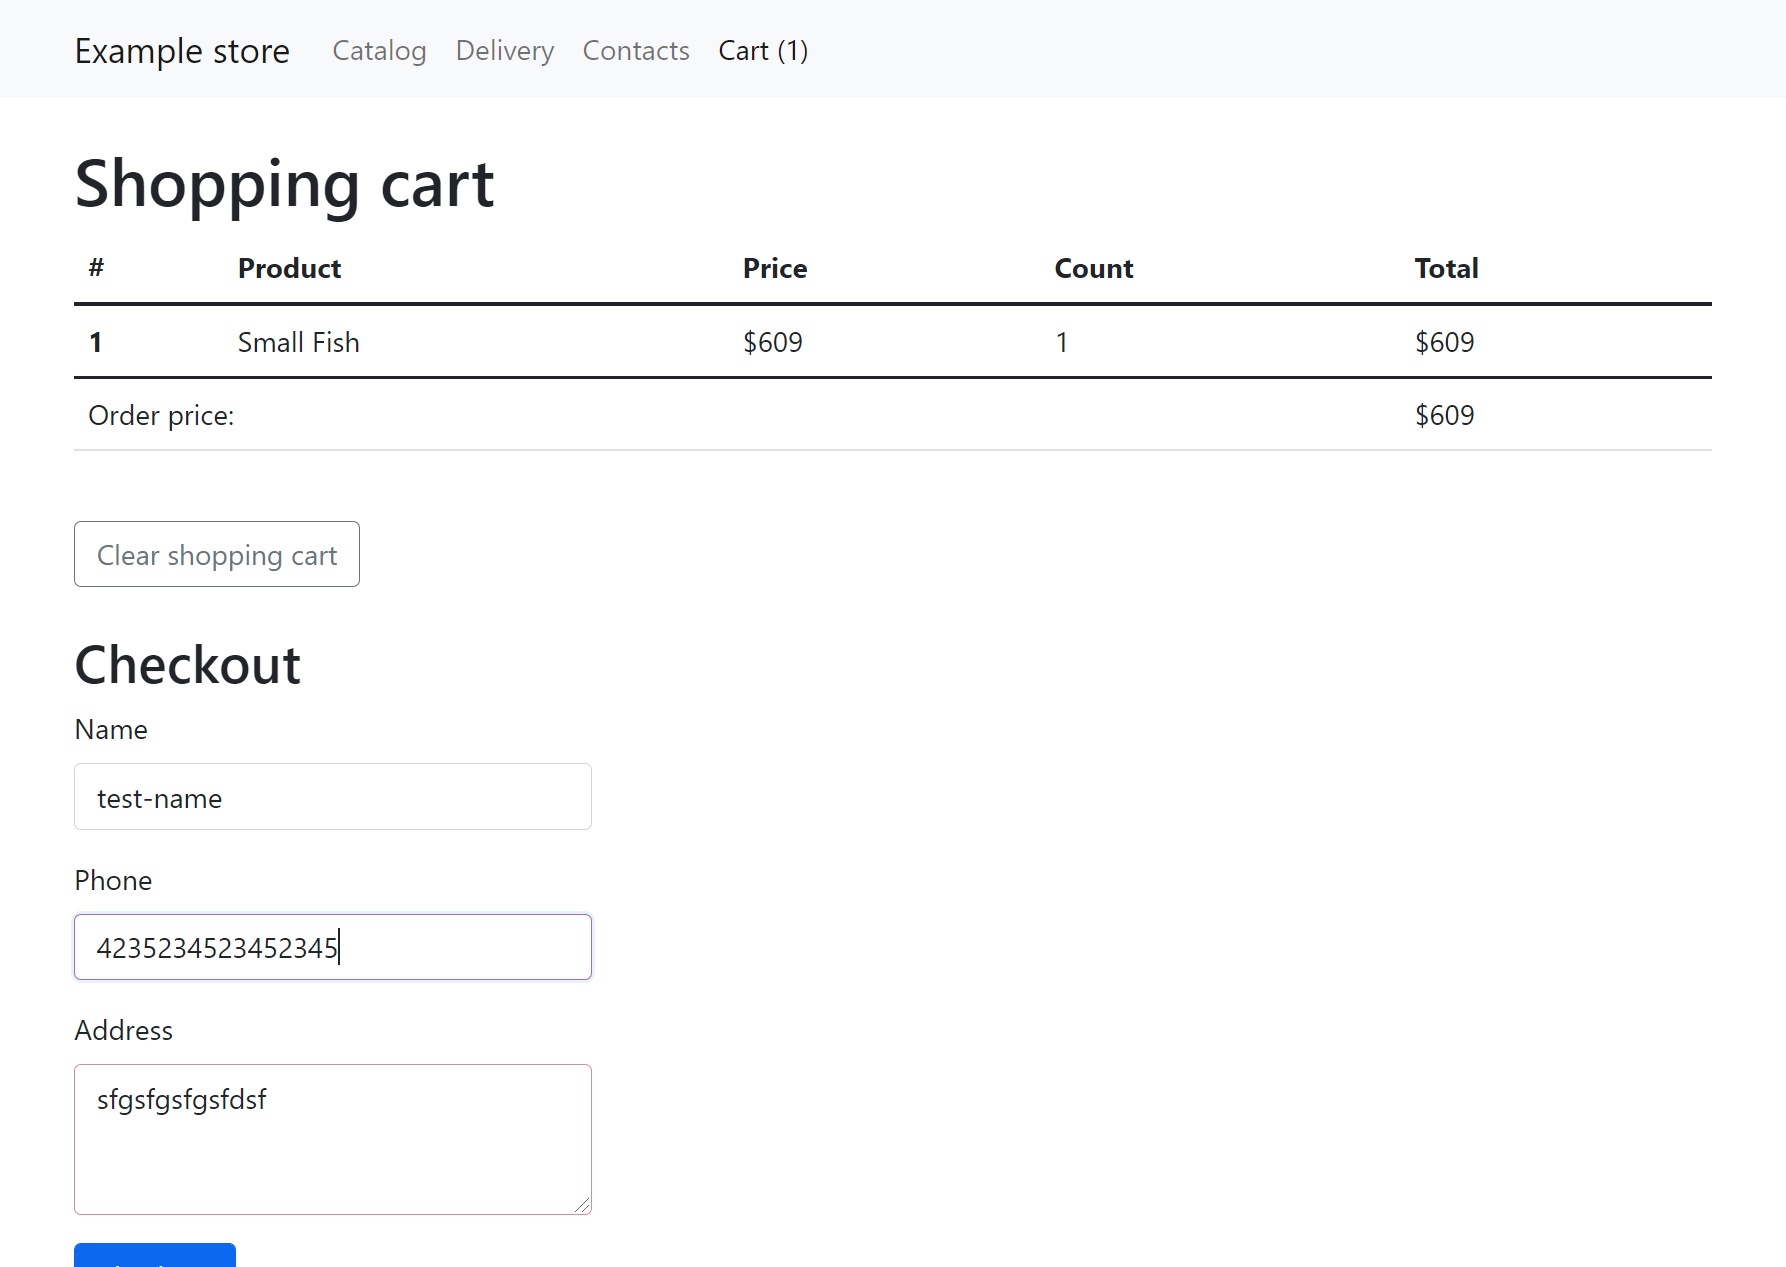 Example store Catalog Delivery Contacts Cart (1)
Shopping cart
# Product Price Count Total
1 Small Fish $609 1 $609
Order price: $609
Clear shopping cart
Checkout
Name
test-name
Phone
4235234523452345
Address
sfgsfgsfgsfdsf